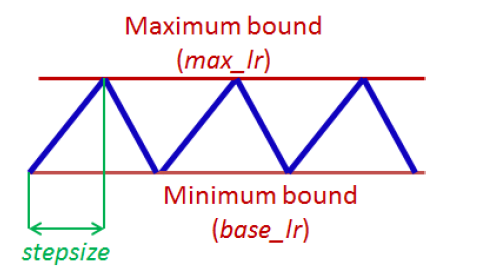 Maximum bound
(max_lr)
Minimum bound
(base_lr)
stepsize